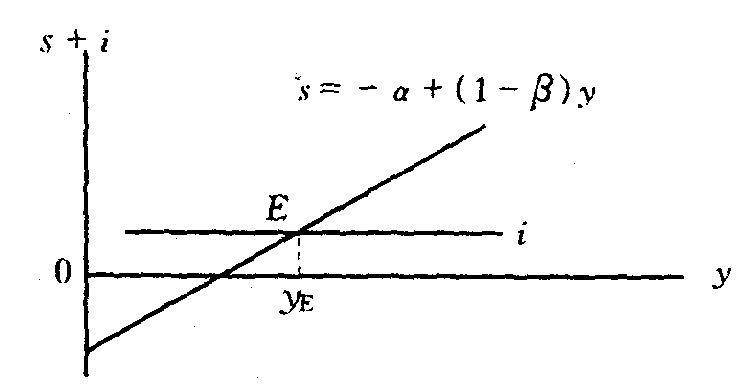 s + i
s = - α + (1 - β) y
E
i
0
y
yE